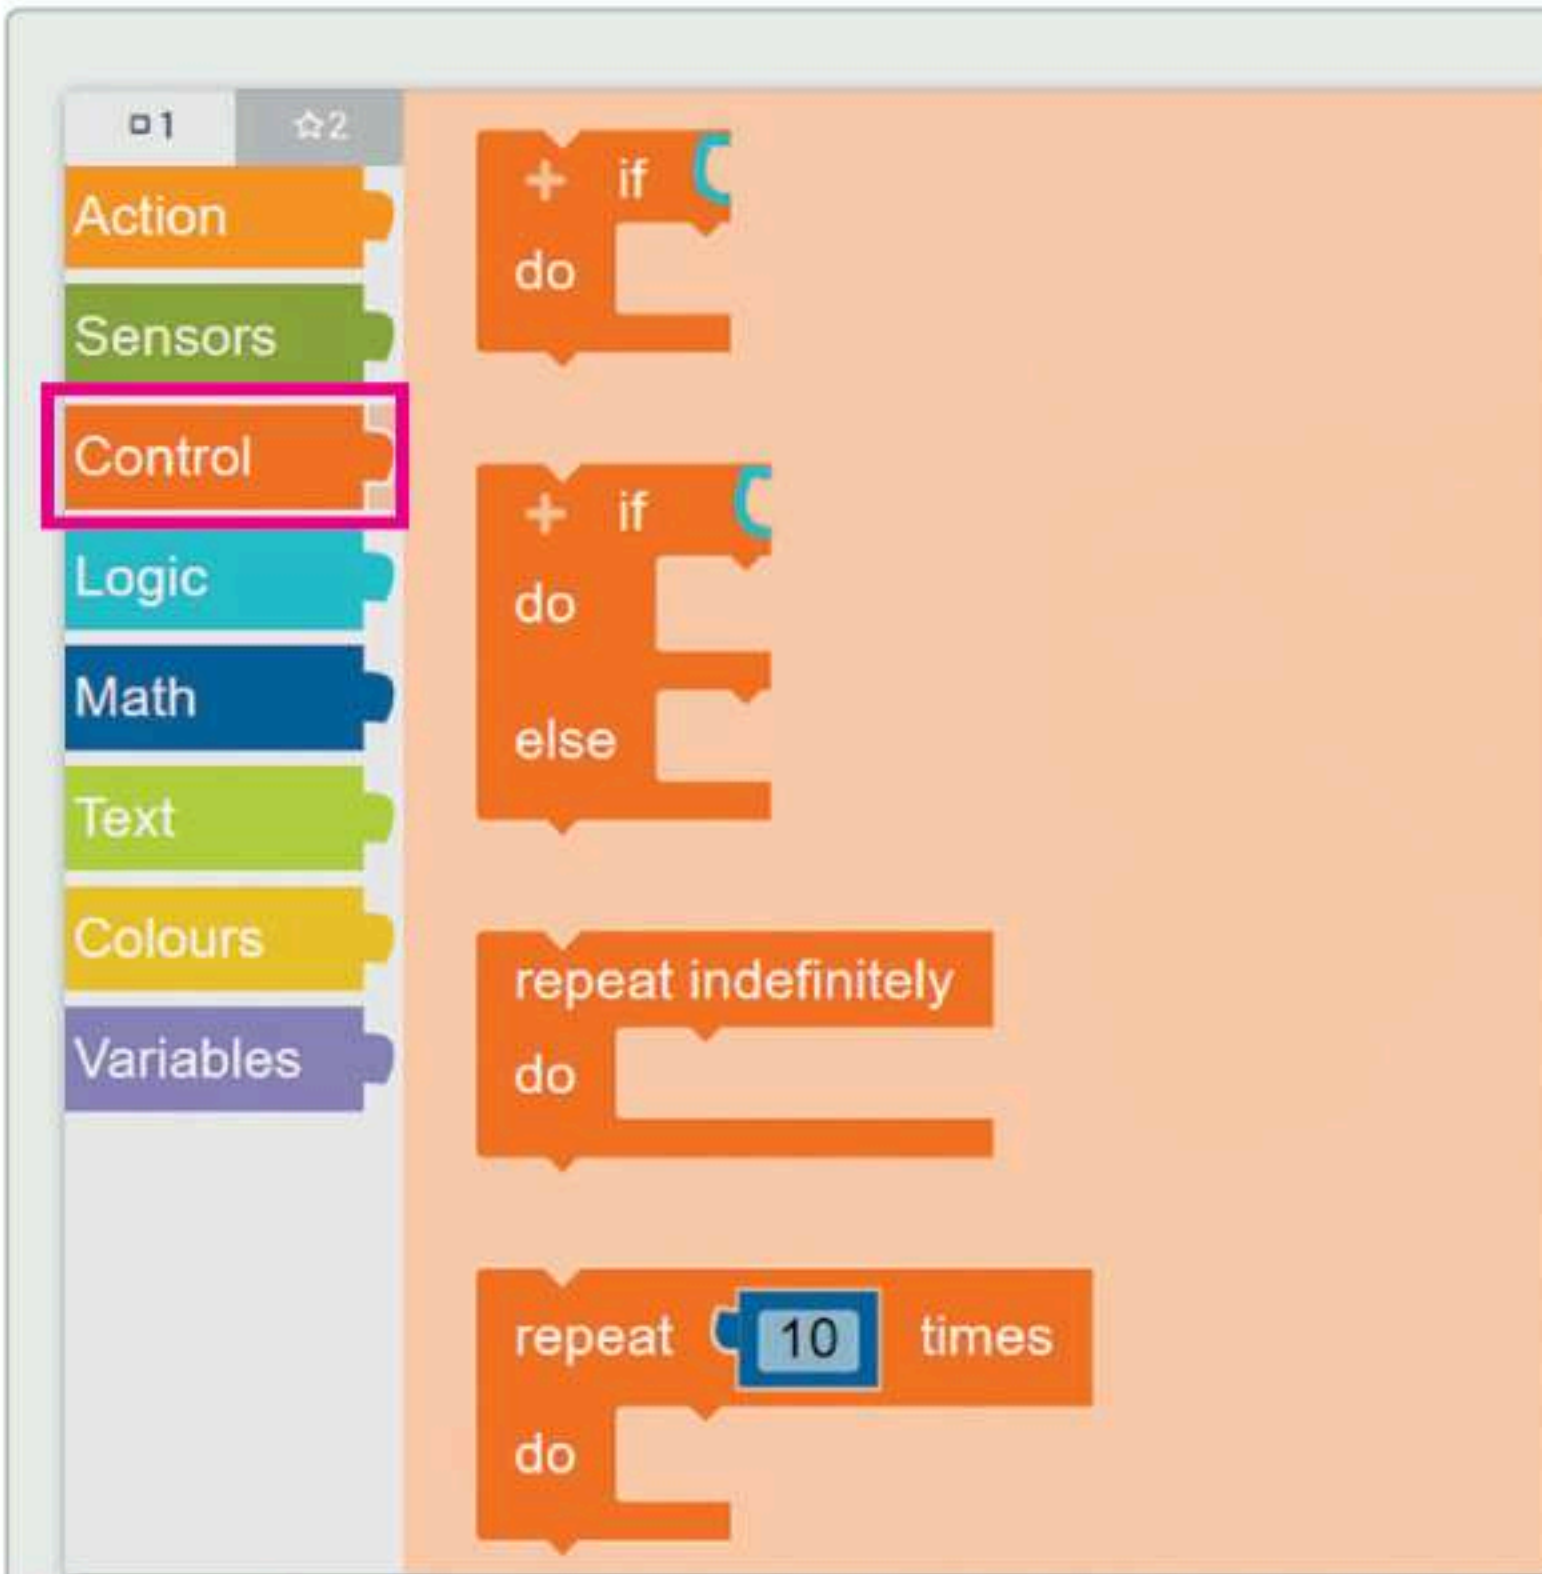 1
2
Action
Sensors
Control
Logic
Math
Text
Colours
Variables
+ if
do
+ if
do
else
repeat indefinitely
do
repeat 10 times
do